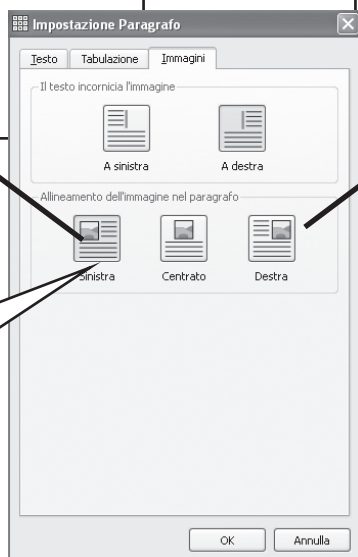 Impostazione Paragrafo
Testo Tabulazione Immagini
Il testo incornicia l'immagine
A sinistra A destra
Allineamento dell'immagine nel paragrafo
Sinistra Centrato Destra
OK Annulla